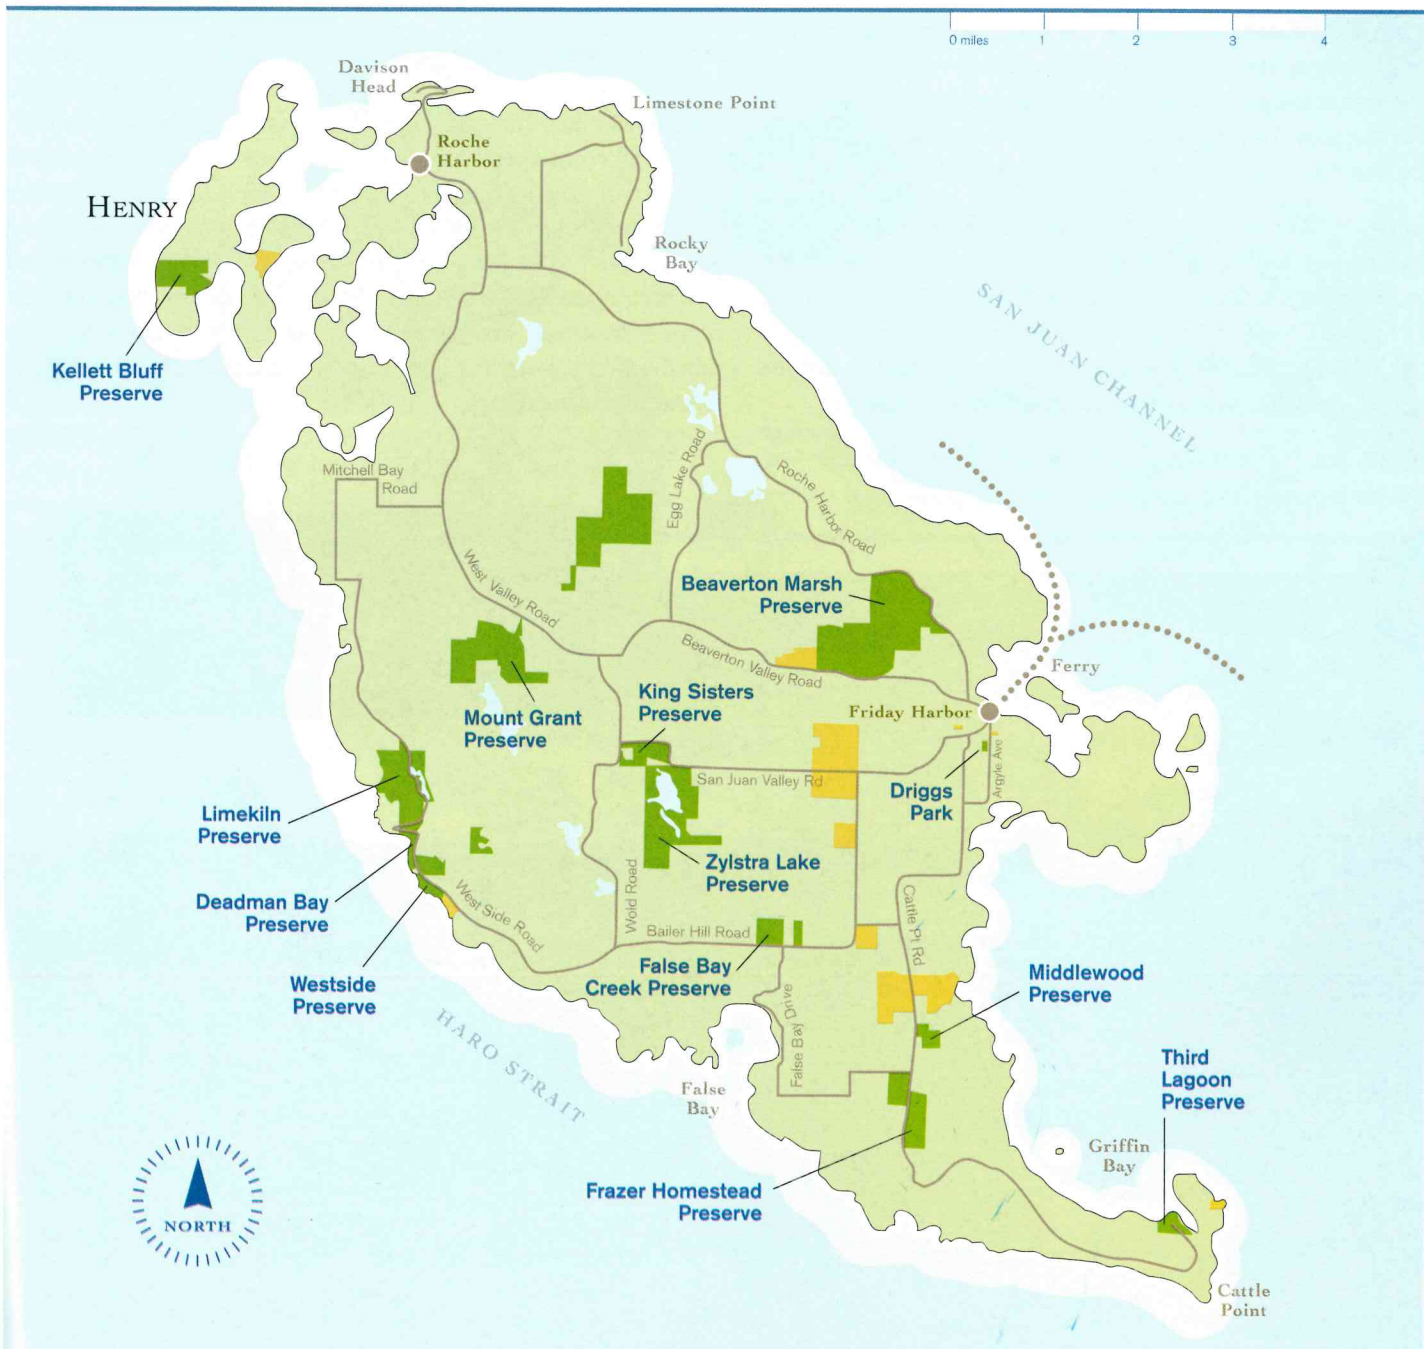 0 miles 1 2 3 4
Davison
Head
Limestone Point
Roche
Harbor
HENRY
Rocky
Bay
SAN JUAN CHANNEL
Kellett Bluff
Preserve
Mitchell Bay
Road
Egg Lake Road
Roche Harbor Road
West Valley Road
Beaverton Marsh
Preserve
Beaverton Valley Road
Ferry
King Sisters
Preserve
Mount Grant
Preserve
Friday Harbor
San Juan Valley Rd
Argyle Ave
Driggs
Park
Limekiln
Preserve
Zylstra Lake
Preserve
Deadman Bay
Preserve
West Side Road
Wold Road
Cattle Pt Rd
Bailer Hill Road
False Bay
Creek Preserve
Westside
Preserve
Middlewood
Preserve
HARO STRAIT
False Bay Drive
False
Bay
Third
Lagoon
Preserve
Griffin
Bay
Frazer Homestead
Preserve
NORTH
Cattle
Point